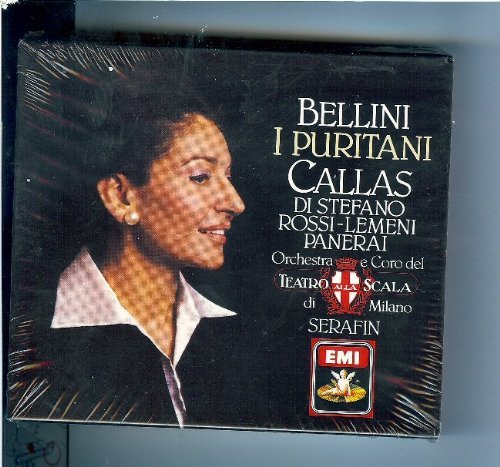 BELLINI
I PURITANI
CALLAS
DI STEFANO
ROSSI-LEMENI
PANERAI
Orchestra e Coro del
TEATRO ALLA SCALA
di Milano
SERAFIN
EMI